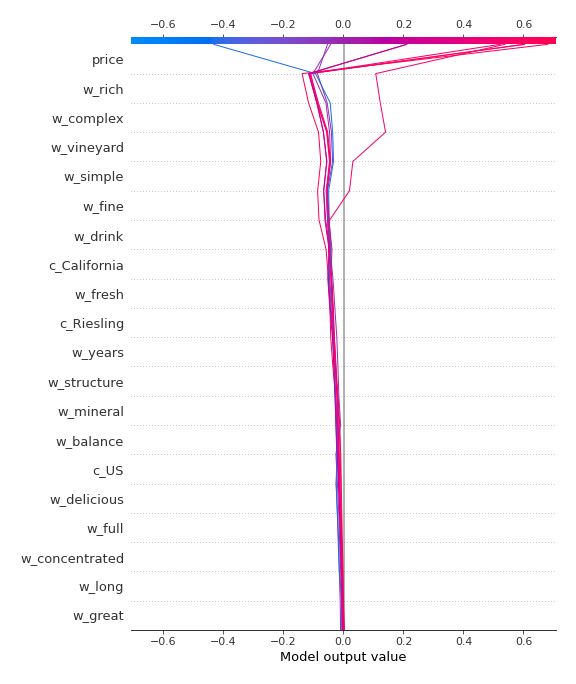 −0.6 −0.4 −0.2 0.0 0.2 0.4 0.6
price
w_rich
w_complex
w_vineyard
w_simple
w_fine
w_drink
c_California
w_fresh
c_Riesling
w_years
w_structure
w_mineral
w_balance
c_US
w_delicious
w_full
w_concentrated
w_long
w_great
−0.6 −0.4 −0.2 0.0 0.2 0.4 0.6
Model output value